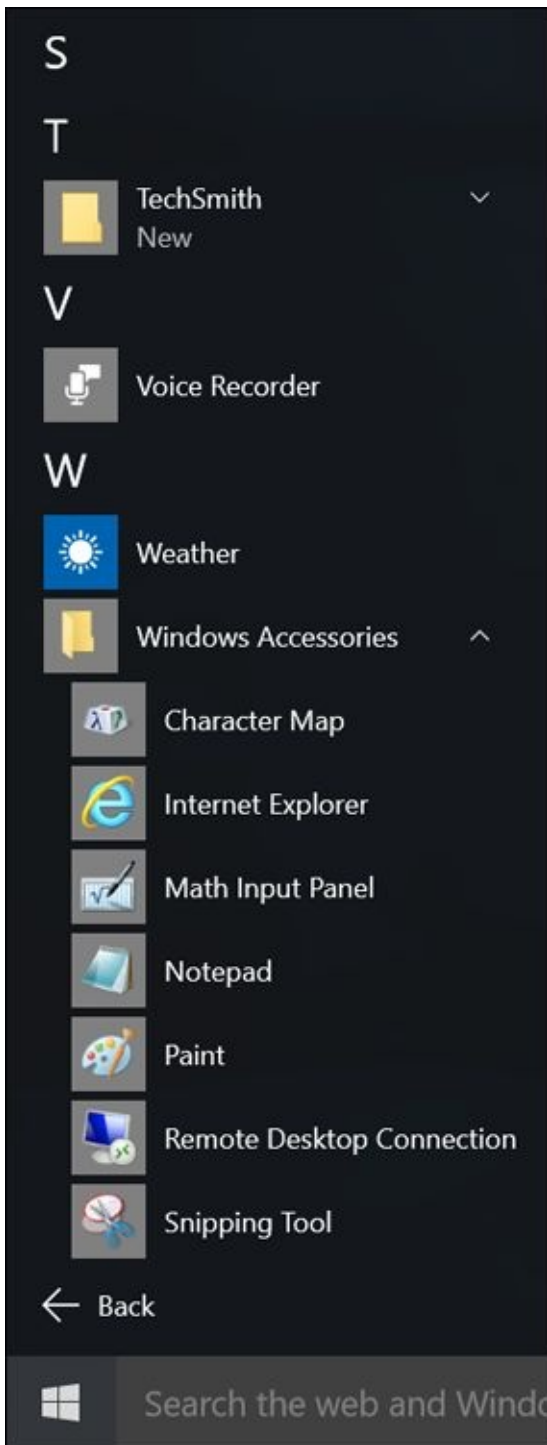 S
T
TechSmith
New
V
Voice Recorder
W
Weather
Windows Accessories
Character Map
Internet Explorer
Math Input Panel
Notepad
Paint
Remote Desktop Connection
Snipping Tool
Back
Search the web and Windo